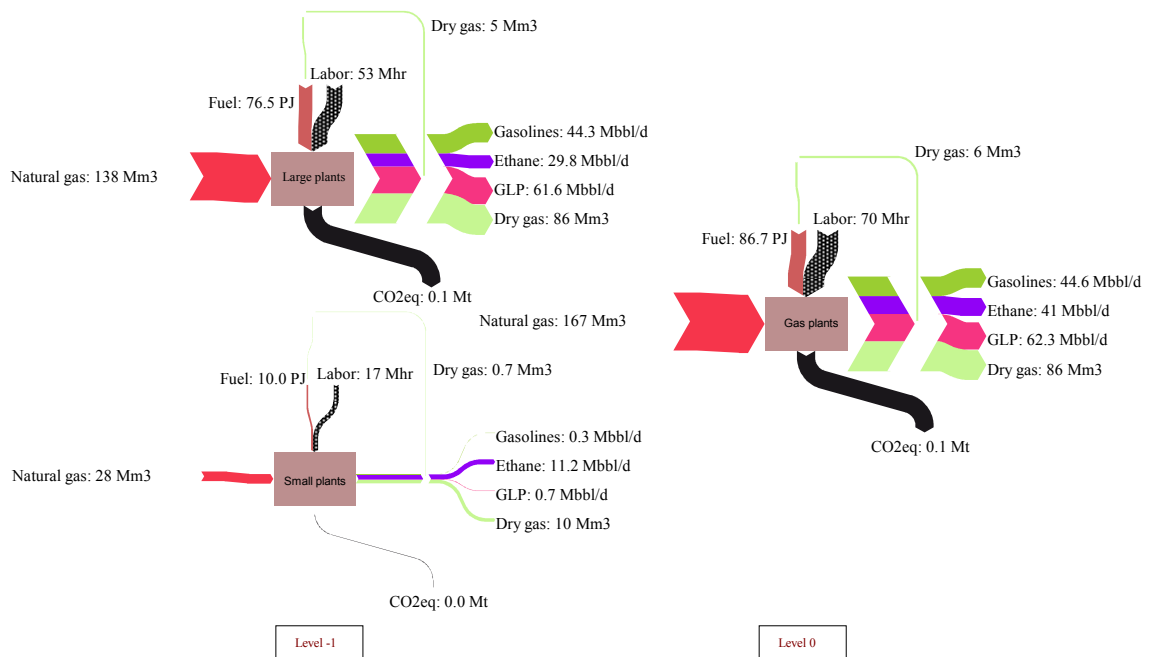 Dry gas: 5 Mm3
Labor: 53 Mhr
Fuel: 76.5 PJ
Natural gas: 138 Mm3
Large plants
Gasolines: 44.3 Mbbl/d
Ethane: 29.8 Mbbl/d
GLP: 61.6 Mbbl/d
Dry gas: 86 Mm3
CO2eq: 0.1 Mt
Dry gas: 0.7 Mm3
Labor: 17 Mhr
Fuel: 10.0 PJ
Natural gas: 28 Mm3
Small plants
Gasolines: 0.3 Mbbl/d
Ethane: 11.2 Mbbl/d
GLP: 0.7 Mbbl/d
Dry gas: 10 Mm3
CO2eq: 0.0 Mt
Level -1
Dry gas: 6 Mm3
Labor: 70 Mhr
Fuel: 86.7 PJ
Natural gas: 167 Mm3
Gas plants
Gasolines: 44.6 Mbbl/d
Ethane: 41 Mbbl/d
GLP: 62.3 Mbbl/d
Dry gas: 86 Mm3
CO2eq: 0.1 Mt
Level 0